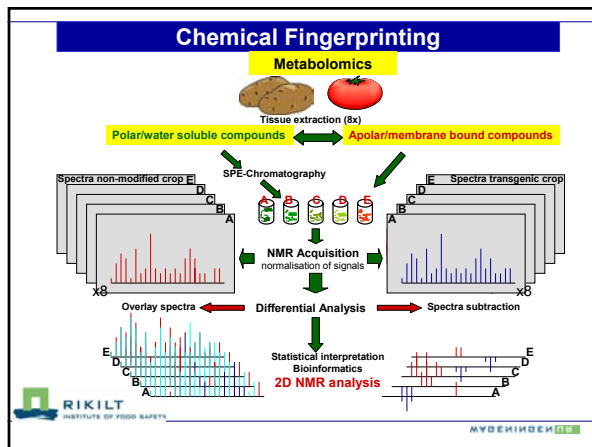 Chemical Fingerprinting
Metabolomics
Tissue extraction (8x)
Polar/water soluble compounds
Apolar/membrane bound compounds
SPE-Chromatography
Spectra non-modified crop E
D
C
B
A
x8
A B C D E
E Spectra transgenic crop
D
C
B
A
x8
NMR Acquisition
normalisation of signals
Overlay spectra
Differential Analysis
Spectra subtraction
Statistical interpretation
Bioinformatics
2D NMR analysis
E
D
C
B
A
E
D
C
B
A
RIKILT
INSTITUTE OF FOOD SAFETY
WAGENINGEN UR